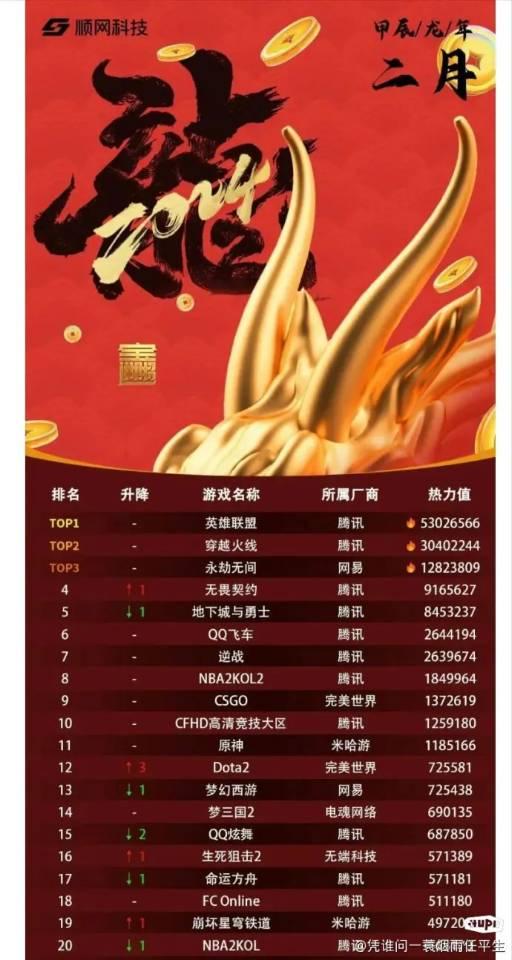 顺网科技
甲辰/龙/年
二月
龍
2024
排名 升降 游戏名称 所属厂商 热力值
TOP1 - 英雄联盟 腾讯 53026566
TOP2 - 穿越火线 腾讯 30402244
TOP3 - 永劫无间 网易 12823809
4 ↑ 1 无畏契约 腾讯 9165627
5 ↓ 1 地下城与勇士 腾讯 8453237
6 - QQ飞车 腾讯 2644194
7 - 逆战 腾讯 2639674
8 - NBA2KOL2 腾讯 1849964
9 - CSGO 完美世界 1372619
10 - CFHD高清竞技大区 腾讯 1259180
11 - 原神 米哈游 1185166
12 ↑ 3 Dota2 完美世界 725581
13 ↓ 1 梦幻西游 网易 725438
14 - 梦三国2 电魂网络 690135
15 ↓ 2 QQ炫舞 腾讯 687850
16 ↑ 1 生死狙击2 无端科技 571389
17 ↓ 1 命运方舟 腾讯 571181
18 - FC Online 腾讯 511180
19 ↑ 1 崩坏星穹铁道 米哈游
20 ↓ 1 NBA2KOL 腾讯
@凭谁问一蓑烟雨任平生